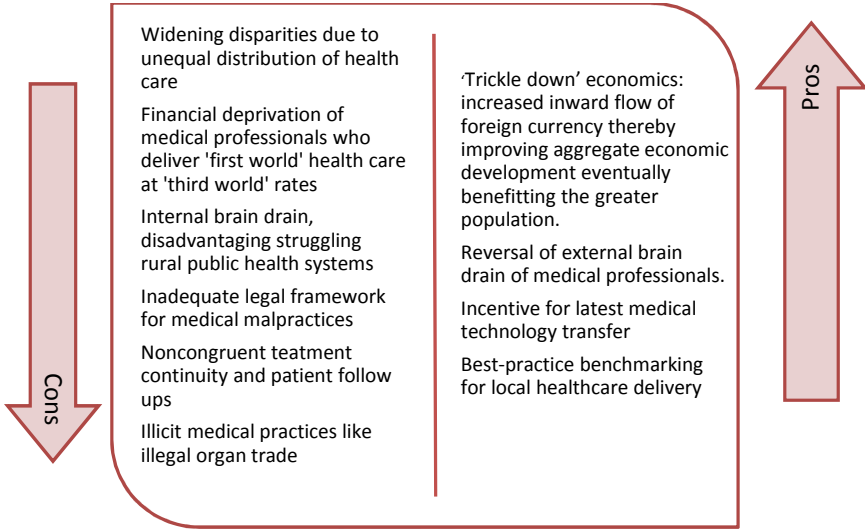 Cons
Widening disparities due to
unequal distribution of health
care
Financial deprivation of
medical professionals who
deliver 'first world' health care
at 'third world' rates
Internal brain drain,
disadvantaging struggling
rural public health systems
Inadequate legal framework
for medical malpractices
Noncongruent teatment
continuity and patient follow
ups
Illicit medical practices like
illegal organ trade
‘Trickle down’ economics:
increased inward flow of
foreign currency thereby
improving aggregate economic
development eventually
benefitting the greater
population.
Reversal of external brain
drain of medical professionals.
Incentive for latest medical
technology transfer
Best-practice benchmarking
for local healthcare delivery
Pros